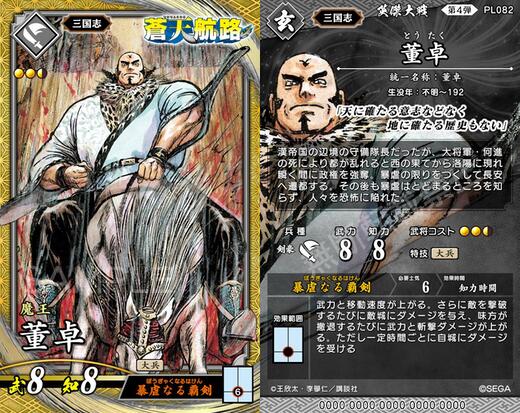 三国志
蒼天航路
魔王
董卓
大兵
武8 知8
ぼうぎゃくなるはけん
暴虐なる覇剣
6
玄
三国志
英傑大戦
第4弾
PL082
とう たく
董卓
統一名称：董卓
生没年：不明～192
「天に確たる意志などなく
地に確たる歴史もない」
漢帝国の辺境の守備隊長だったが、大将軍・何進
の死により都が乱れると西の果てから洛陽に現れ
瞬く間に政権を強奪。暴虐の限りをつくして長安
へ遷都する。その後も暴虐はとどまるところを知
らず、人々を恐怖に陥れた。
兵種 武力 知力 武将コスト
剣豪 8 8
特技 大兵
ぼうぎゃくなるはけん
暴虐なる覇剣
必要士気
6
効果時間
知力時間
効果範囲
武力と移動速度が上がる。さらに敵を撃破
するたびに敵城にダメージを与え、味方が
撤退するたびに武力と斬撃ダメージが上が
る。ただし一定時間ごとに自城にダメージ
を受ける
©王欣太・李學仁／講談社
©SEGA
0000 0000 0000 0000 0000